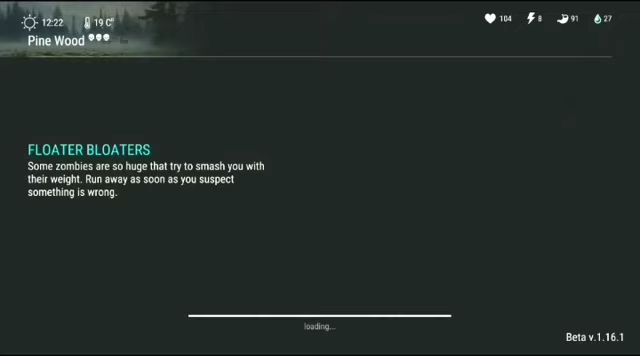 12:22 19 C°
104 8 91 27
Pine Wood
FLOATER BLOATERS
Some zombies are so huge that try to smash you with
their weight. Run away as soon as you suspect
something is wrong.
loading...
Beta v.1.16.1